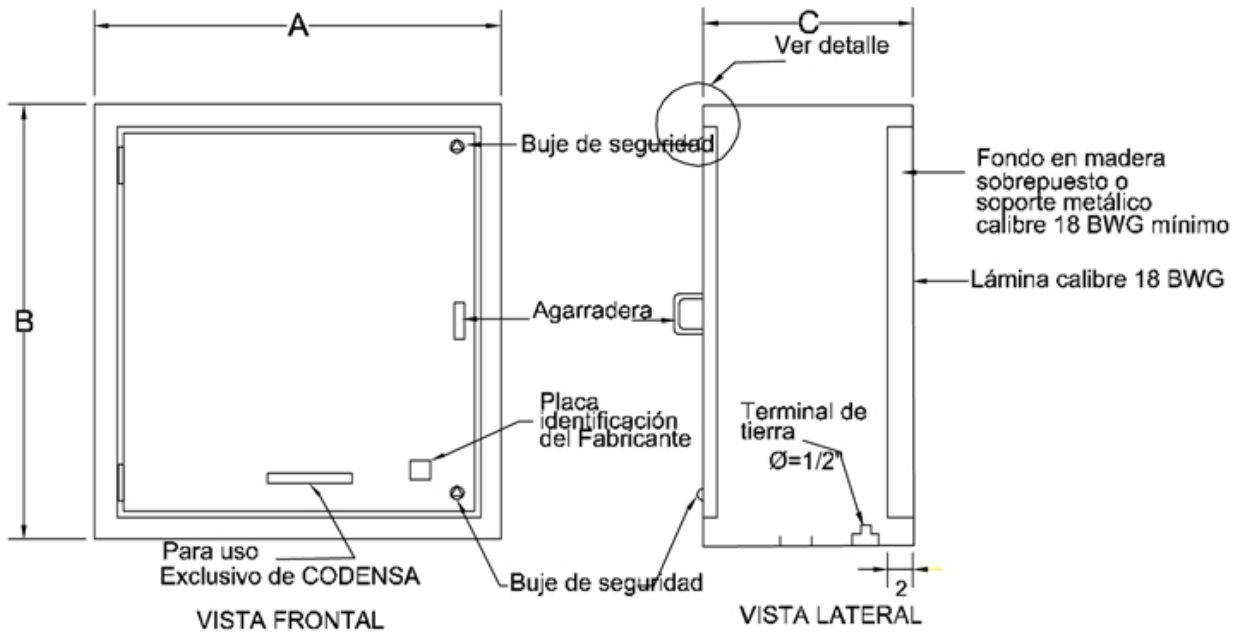 A
C
Ver detalle
Buje de seguridad
Fondo en madera
sobrepuesto o
soporte metálico
calibre 18 BWG mínimo
Lámina calibre 18 BWG
B
Agarradera
Placa
identificación
del Fabricante
Terminal de
tierra
Ø=1/2"
Para uso
Exclusivo de CODENSA
Buje de seguridad
2
VISTA FRONTAL
VISTA LATERAL